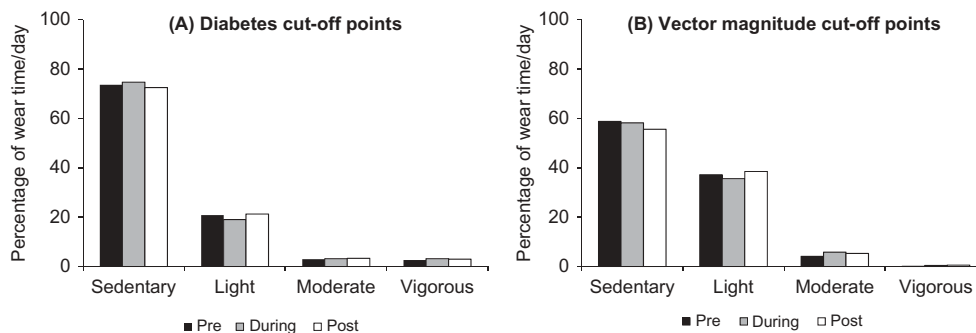 (A) Diabetes cut-off points
Percentage of wear time/day
100
80
60
40
20
0
Sedentary Light Moderate Vigorous
Pre During Post
(B) Vector magnitude cut-off points
Percentage of wear time/day
100
80
60
40
20
0
Sedentary Light Moderate Vigorous
Pre During Post